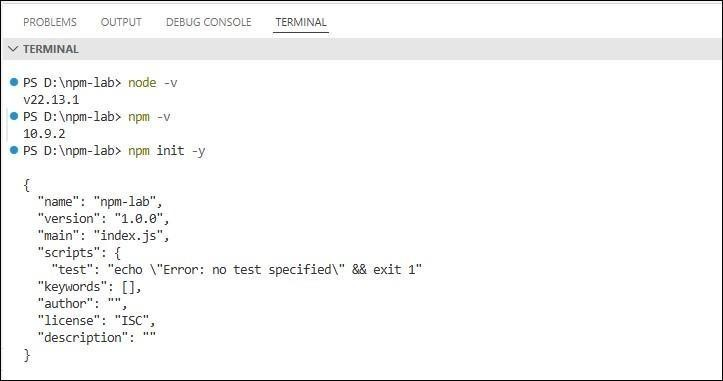 PROBLEMS OUTPUT DEBUG CONSOLE TERMINAL
TERMINAL
PS D:\npm-lab> node -v
v22.13.1
PS D:\npm-lab> npm -v
10.9.2
PS D:\npm-lab> npm init -y
{
  "name": "npm-lab",
  "version": "1.0.0",
  "main": "index.js",
  "scripts": {
    "test": "echo \"Error: no test specified\" && exit 1"
  "keywords": [],
  "author": "",
  "license": "ISC",
  "description": ""
}